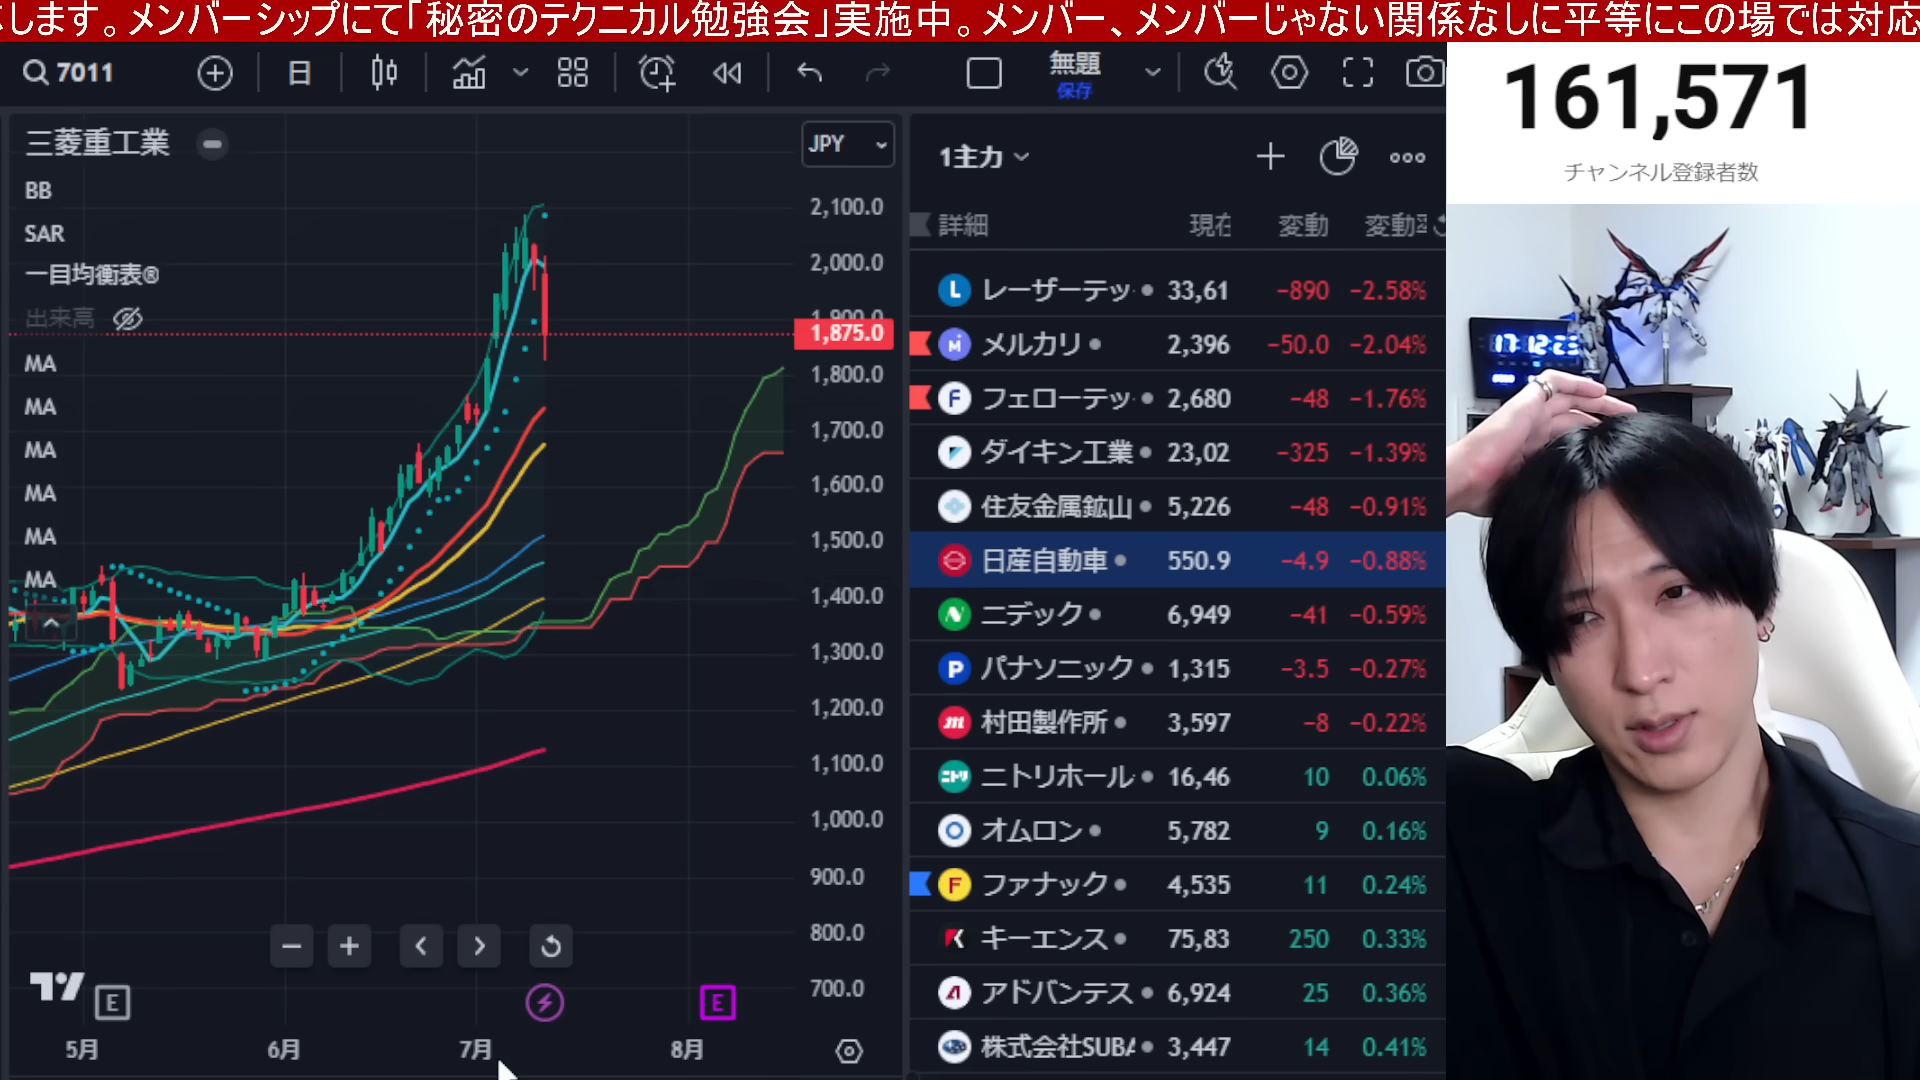 します。メンバーシップにて「秘密のテクニカル勉強会」実施中。メンバー、メンバーじゃない関係なしに平等にこの場では対応
7011
日
無題
保存
161,571
チャンネル登録者数
三菱重工業
JPY
BB
SAR
一目均衡表®
出来高
MA
MA
MA
MA
MA
MA
2,100.0
2,000.0
1,900.0
1,875.0
1,800.0
1,700.0
1,600.0
1,500.0
1,400.0
1,300.0
1,200.0
1,100.0
1,000.0
900.0
800.0
700.0
E
E
5月
6月
7月
8月
1主力
詳細 現在 変動 変動率
L レーザーテッ 33,61 −890 −2.58%
メルカリ 2,396 −50.0 −2.04%
F フェローテッ 2,680 −48 −1.76%
ダイキン工業 23,02 −325 −1.39%
住友金属鉱山 5,226 −48 −0.91%
日産自動車 550.9 −4.9 −0.88%
ニデック 6,949 −41 −0.59%
P パナソニック 1,315 −3.5 −0.27%
m 村田製作所 3,597 −8 −0.22%
ニトリ ニトリホール 16,46 10 0.06%
オムロン 5,782 9 0.16%
F ファナック 4,535 11 0.24%
K キーエンス 75,83 250 0.33%
アドバンテス 6,924 25 0.36%
株式会社SUBA 3,447 14 0.41%
17:12:23